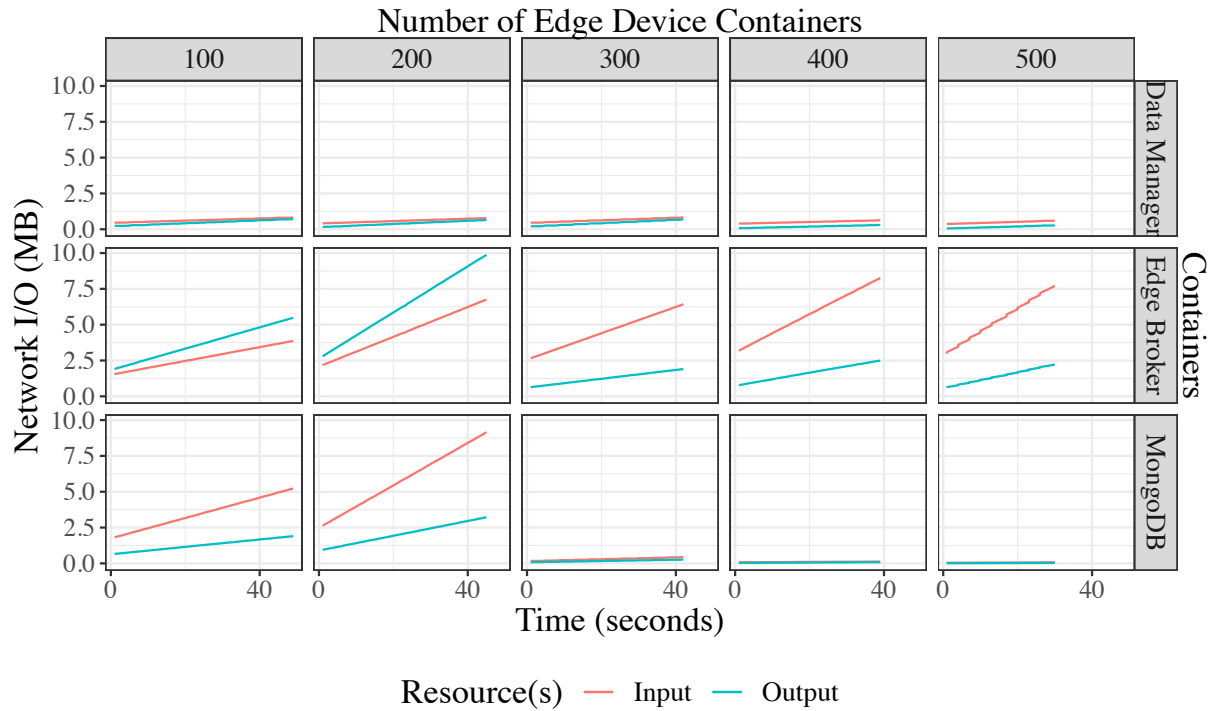 Number of Edge Device Containers
100 200 300 400 500
10.0
7.5
5.0
2.5
0.0
Data Manager
10.0
7.5
5.0
2.5
0.0
Edge Broker
10.0
7.5
5.0
2.5
0.0
MongoDB
Network I/O (MB)
Containers
0 40 0 40 0 40 0 40 0 40
Time (seconds)
Resource(s) Input Output